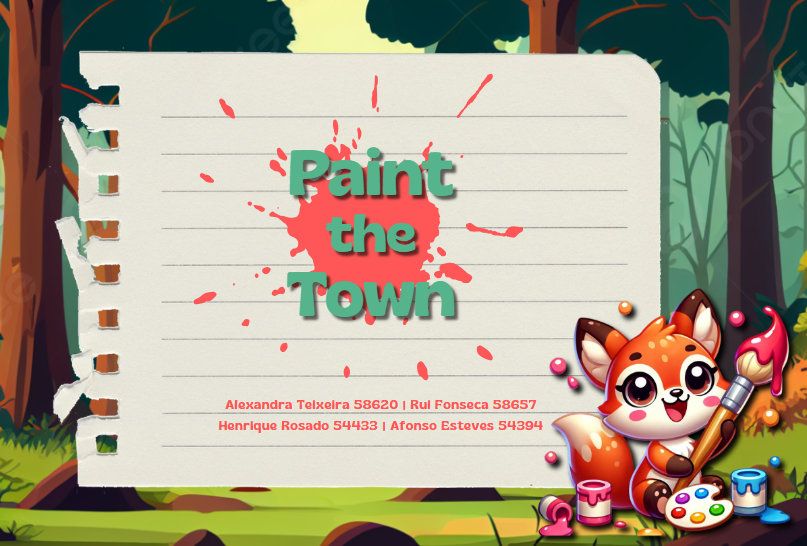 Paint
the
Town
Alexandra Teixeira 58620 | Rui Fonseca 58657
Henrique Rosado 54433 | Afonso Esteves 54394